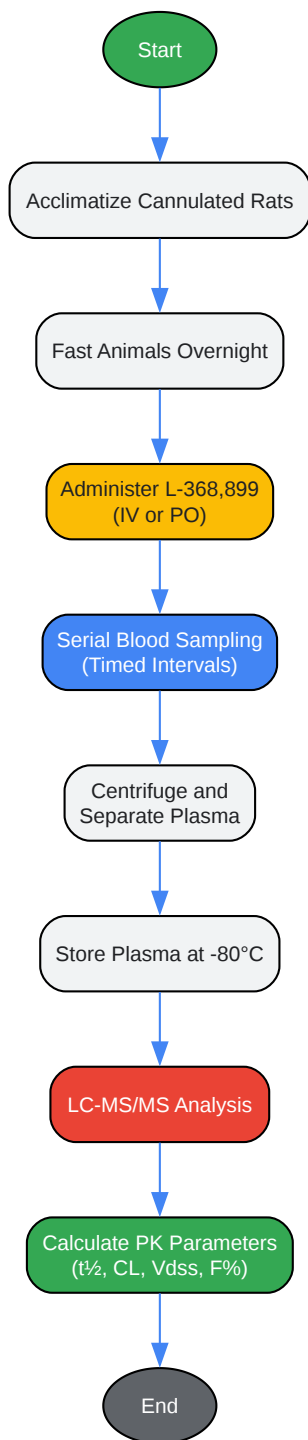 Start
Acclimatize Cannulated Rats
Fast Animals Overnight
Administer L-368,899
(IV or PO)
Serial Blood Sampling
(Timed Intervals)
Centrifuge and
Separate Plasma
Store Plasma at -80°C
LC-MS/MS Analysis
Calculate PK Parameters
(t½, CL, Vdss, F%)
End